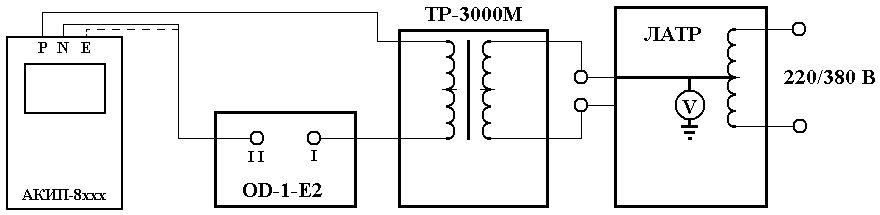 ТР-3000М
ЛАТР
P N E
220/380 В
V
II I
АКИП-8ххх
OD-1-E2